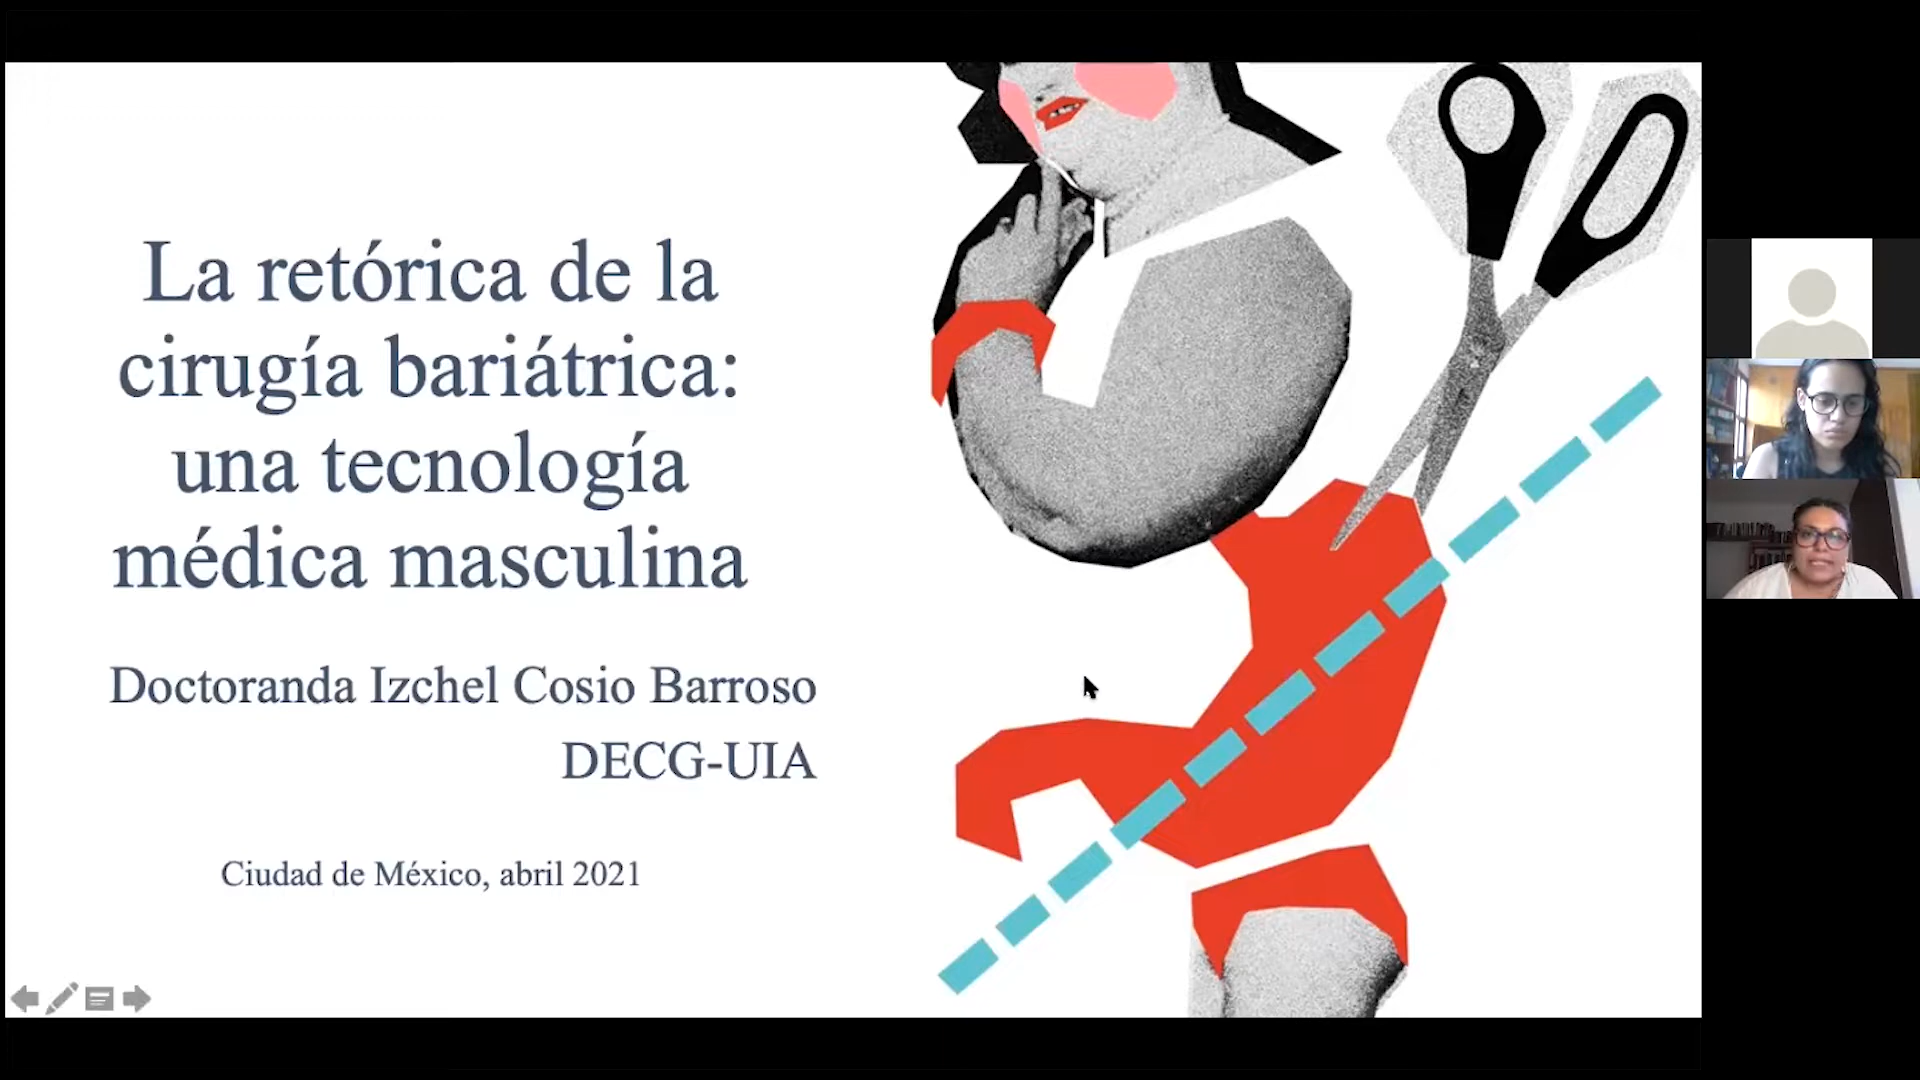 La retórica de la
cirugía bariátrica:
una tecnología
médica masculina
Doctoranda Izchel Cosio Barroso
DECG-UIA
Ciudad de México, abril 2021